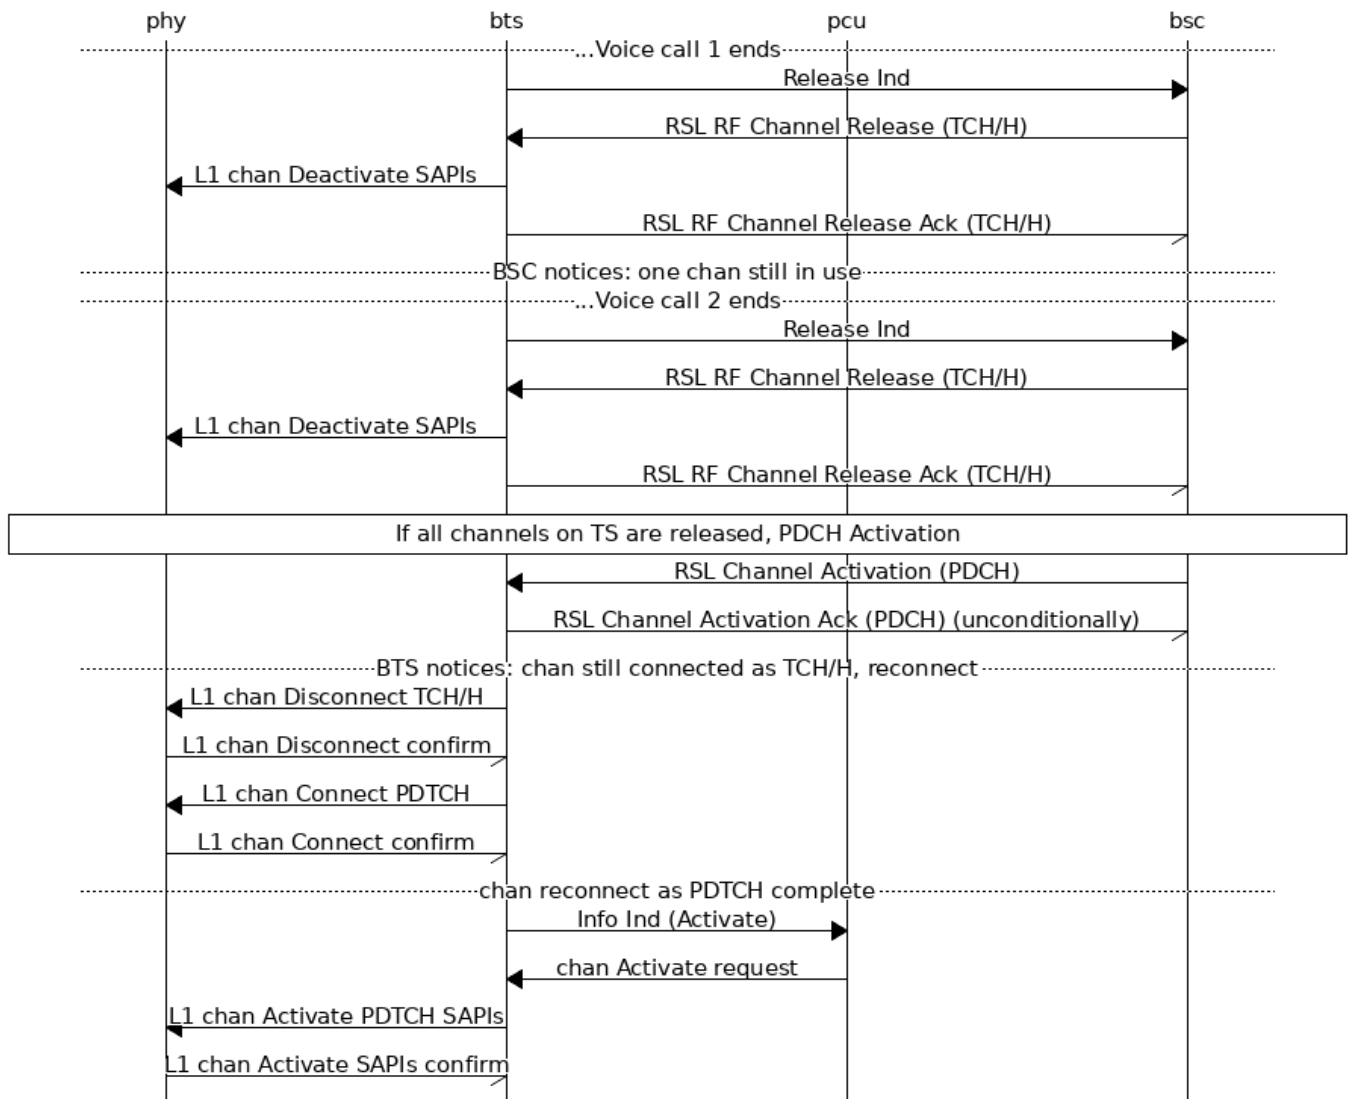 phy bts pcu bsc
...Voice call 1 ends
Release Ind
RSL RF Channel Release (TCH/H)
L1 chan Deactivate SAPIs
RSL RF Channel Release Ack (TCH/H)
BSC notices: one chan still in use
...Voice call 2 ends
Release Ind
RSL RF Channel Release (TCH/H)
L1 chan Deactivate SAPIs
RSL RF Channel Release Ack (TCH/H)
If all channels on TS are released, PDCH Activation
RSL Channel Activation (PDCH)
RSL Channel Activation Ack (PDCH) (unconditionally)
BTS notices: chan still connected as TCH/H, reconnect
L1 chan Disconnect TCH/H
L1 chan Disconnect confirm
L1 chan Connect PDTCH
L1 chan Connect confirm
chan reconnect as PDTCH complete
Info Ind (Activate)
chan Activate request
L1 chan Activate PDTCH SAPIs
L1 chan Activate SAPIs confirm